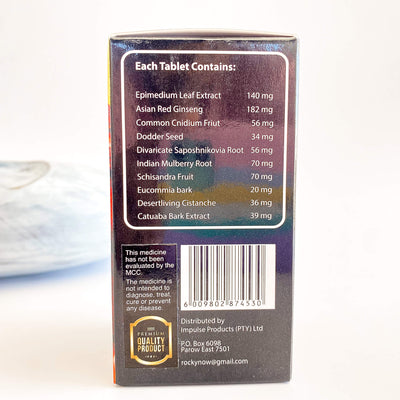 Each Tablet Contains:
Epimedium Leaf Extract 140 mg
Asian Red Ginseng 182 mg
Common Cnidium Friut 56 mg
Dodder Seed 34 mg
Divaricate Saposhnikovia Root 56 mg
Indian Mulberry Root 70 mg
Schisandra Fruit 70 mg
Eucommia bark 20 mg
Desertliving Cistanche 36 mg
Catuaba Bark Extract 39 mg
This medicine
has not been
evaluated by the
MCC.
The medicine is
not intended to
diagnose, treat,
cure or prevent
any disease.
PREMIUM
QUALITY
PRODUCT
6 009802 874530
Distributed by
Impulse Products (PTY) Ltd
P.O. Box 6098
Parow East 7501
rockynow@gmail.com